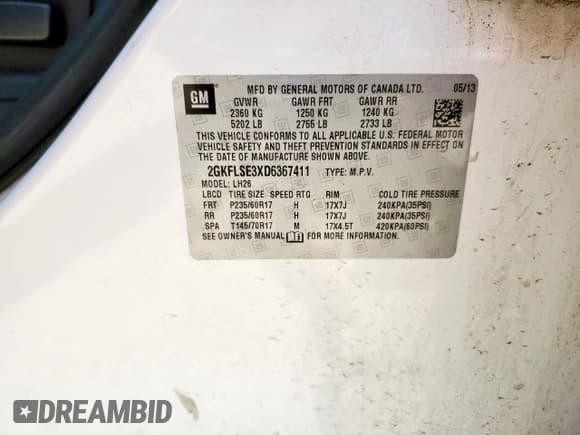 GM
MFD BY GENERAL MOTORS OF CANADA LTD. 05/13
GVWR GAWR FRT GAWR RR
2360 KG 1250 KG 1240 KG
5202 LB 2755 LB 2733 LB
THIS VEHICLE CONFORMS TO ALL APPLICABLE U.S. FEDERAL MOTOR
VEHICLE SAFETY AND THEFT PREVENTION STANDARDS IN EFFECT ON
THE DATE OF MANUFACTURE SHOWN ABOVE.
2GKFLSE3XD6367411 TYPE: M.P.V.
MODEL: LH26
LBCD TIRE SIZE SPEED RTG RIM COLD TIRE PRESSURE
FRT P235/60R17 H 17X7J 240KPA(35PSI)
RR P235/60R17 H 17X7J 240KPA(35PSI)
SPA T145/70R17 M 17X4.5T 420KPA(60PSI)
SEE OWNER'S MANUAL FOR MORE INFORMATION.
DREAMBID